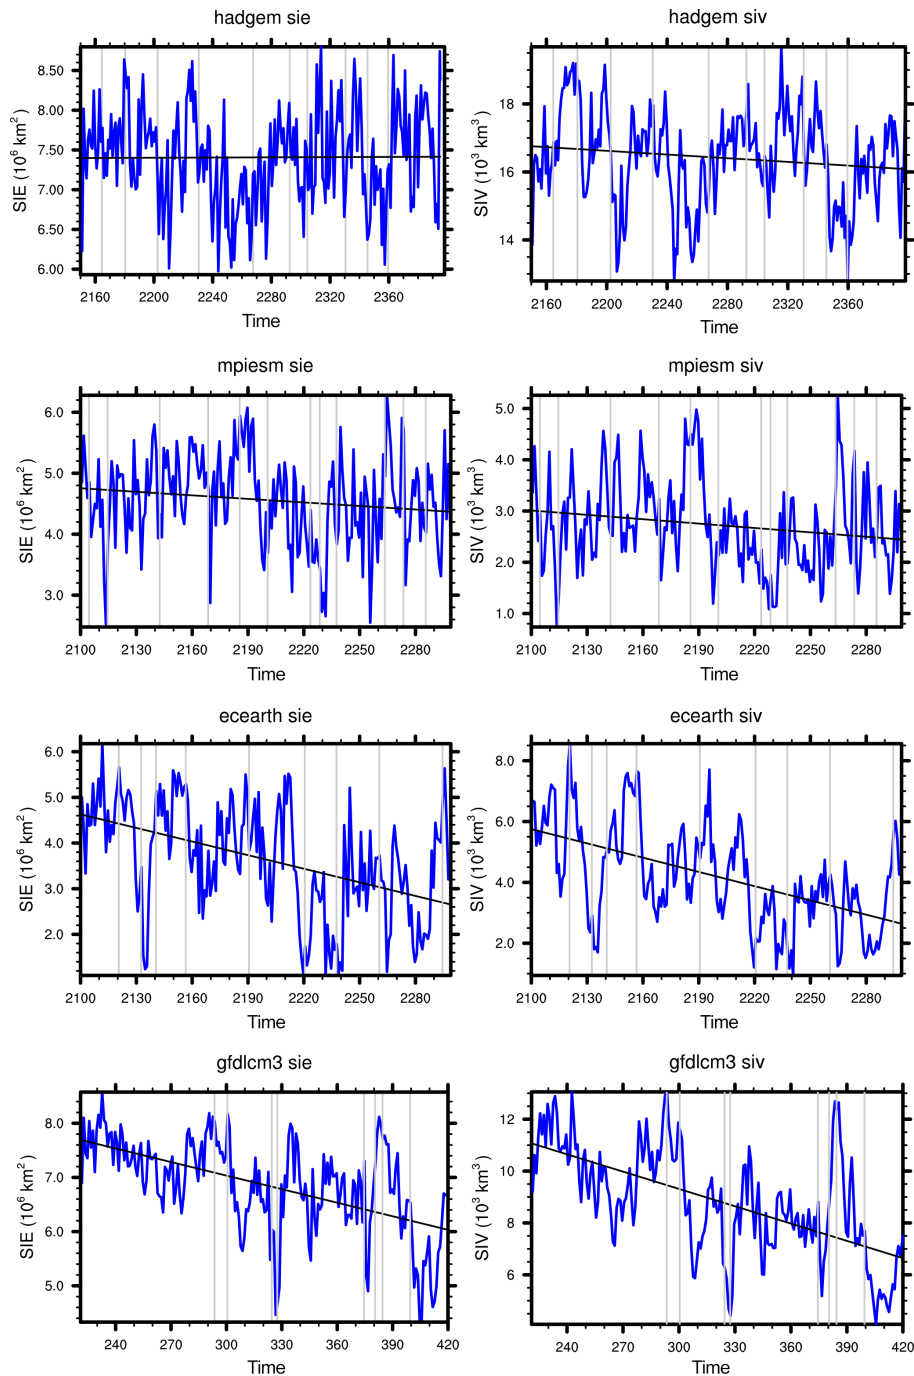 hadgem sie
SIE (10⁶ km²)
8.50
8.00
7.50
7.00
6.50
6.00
2160 2200 2240 2280 2320 2360
Time
hadgem siv
SIV (10³ km³)
18
16
14
2160 2200 2240 2280 2320 2360
Time
mpiesm sie
SIE (10⁶ km²)
6.0
5.0
4.0
3.0
2100 2130 2160 2190 2220 2250 2280
Time
mpiesm siv
SIV (10³ km³)
5.0
4.0
3.0
2.0
1.0
2100 2130 2160 2190 2220 2250 2280
Time
ecearth sie
SIE (10⁶ km²)
6.0
5.0
4.0
3.0
2.0
2100 2130 2160 2190 2220 2250 2280
Time
ecearth siv
SIV (10³ km³)
8.0
6.0
4.0
2.0
2100 2130 2160 2190 2220 2250 2280
Time
gfdlcm3 sie
SIE (10⁶ km²)
8.0
7.0
6.0
5.0
240 270 300 330 360 390 420
Time
gfdlcm3 siv
SIV (10³ km³)
12
10
8
6
240 270 300 330 360 390 420
Time